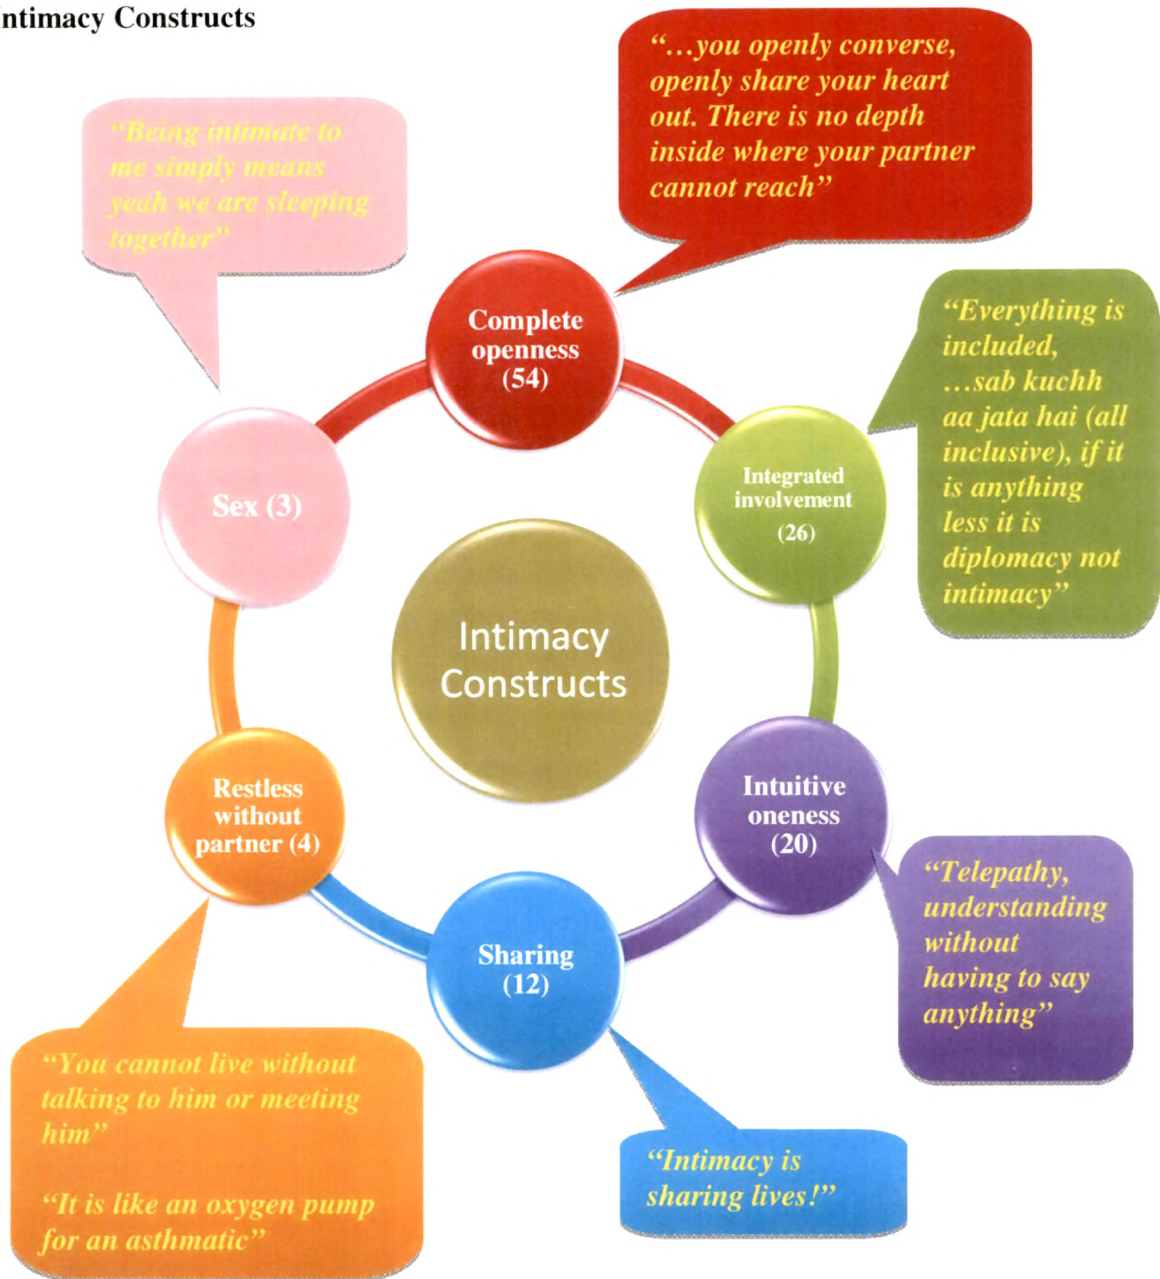 Intimacy Constructs
“...you openly converse,
openly share your heart
out. There is no depth
inside where your partner
cannot reach”
“Being intimate to
me simply means
yeah we are sleeping
together”
Complete
openness
(54)
“Everything is
included,
...sab kuchh
aa jata hai (all
inclusive), if it
is anything
less it is
diplomacy not
intimacy”
Integrated
involvement
(26)
Sex (3)
Intimacy
Constructs
Restless
without
partner (4)
Intuitive
oneness
(20)
“Telepathy,
understanding
without
having to say
anything”
Sharing
(12)
“You cannot live without
talking to him or meeting
him”
“It is like an oxygen pump
for an asthmatic”
“Intimacy is
sharing lives!”